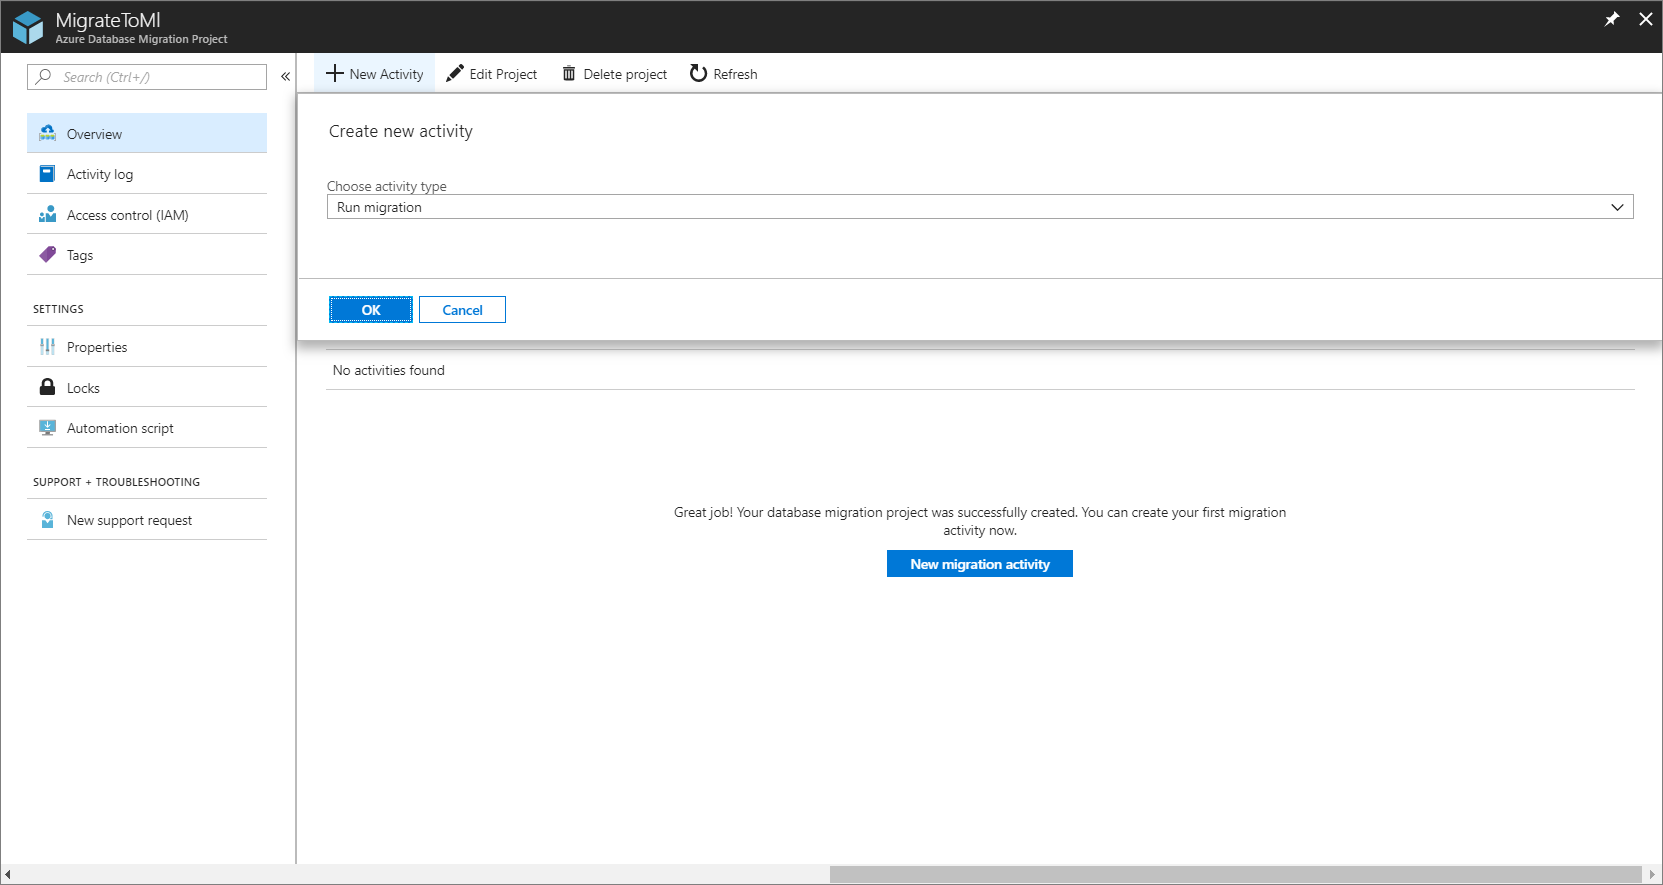 MigrateToMI
Azure Database Migration Project
Search (Ctrl+/)
«
Overview
Activity log
Access control (IAM)
Tags
SETTINGS
Properties
Locks
Automation script
SUPPORT + TROUBLESHOOTING
New support request
New Activity
Edit Project
Delete project
Refresh
Create new activity
Choose activity type
Run migration
OK
Cancel
No activities found
Great job! Your database migration project was successfully created. You can create your first migration
activity now.
New migration activity